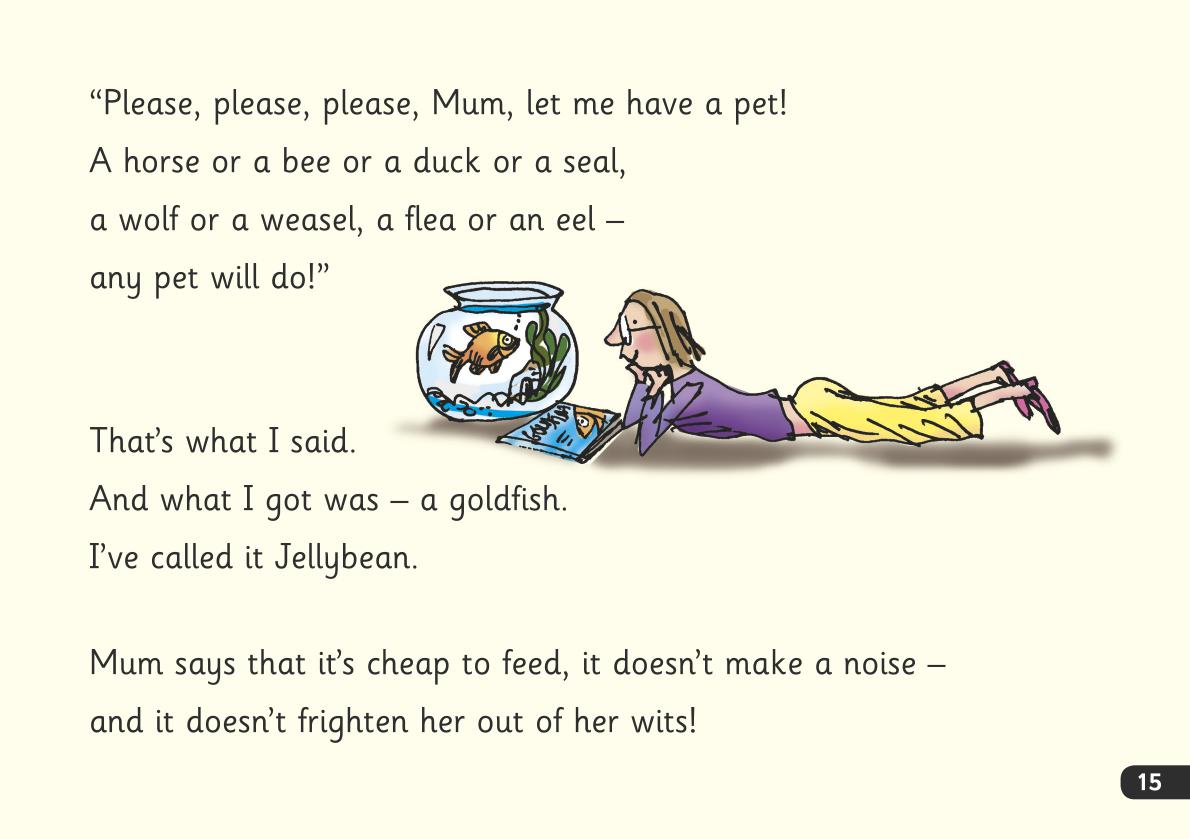 “Please, please, please, Mum, let me have a pet!
A horse or a bee or a duck or a seal,
a wolf or a weasel, a flea or an eel –
any pet will do!”
That’s what I said.
And what I got was – a goldfish.
I’ve called it Jellybean.
Mum says that it’s cheap to feed, it doesn’t make a noise –
and it doesn’t frighten her out of her wits!
15